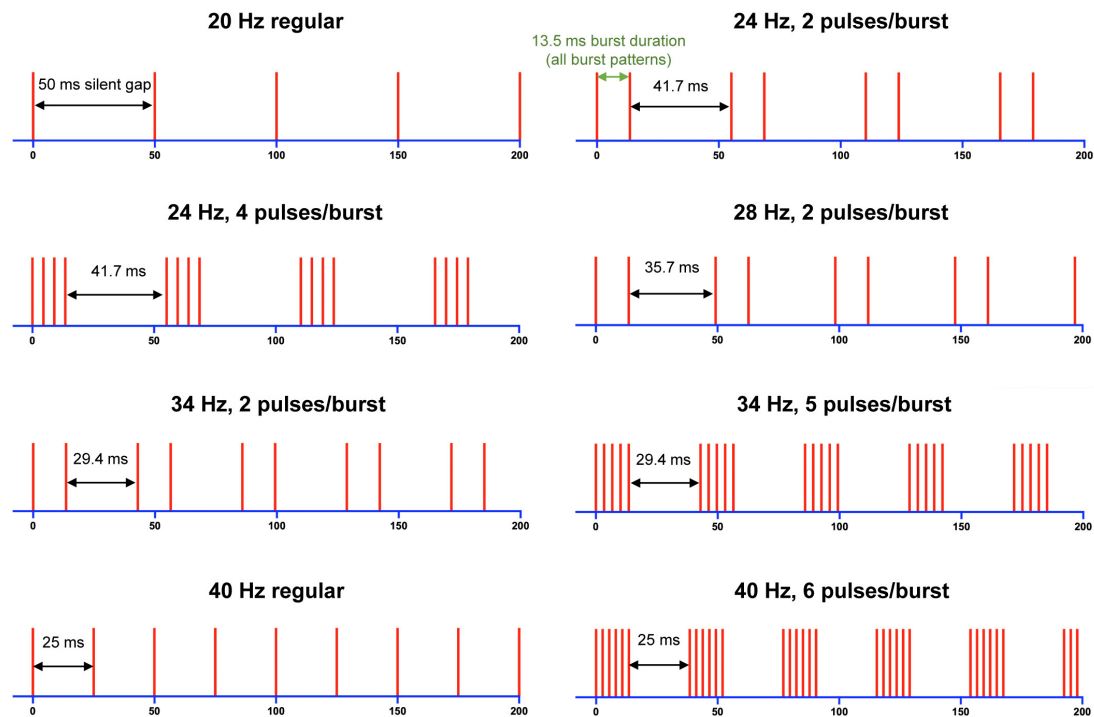 20 Hz regular
50 ms silent gap
0 50 100 150 200
24 Hz, 2 pulses/burst
13.5 ms burst duration
(all burst patterns)
41.7 ms
0 50 100 150 200
24 Hz, 4 pulses/burst
41.7 ms
0 50 100 150 200
28 Hz, 2 pulses/burst
35.7 ms
0 50 100 150 200
34 Hz, 2 pulses/burst
29.4 ms
0 50 100 150 200
34 Hz, 5 pulses/burst
29.4 ms
0 50 100 150 200
40 Hz regular
25 ms
0 50 100 150 200
40 Hz, 6 pulses/burst
25 ms
0 50 100 150 200